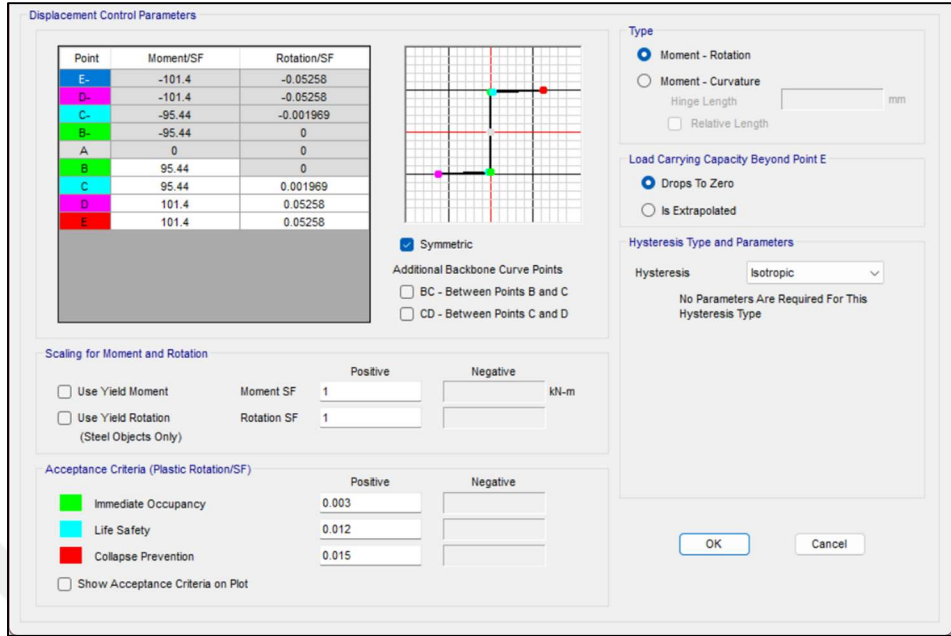 Displacement Control Parameters
Point Moment/SF Rotation/SF
E- -101.4 -0.05258
D- -101.4 -0.05258
C- -95.44 -0.001969
B- -95.44 0
A 0 0
B 95.44 0
C 95.44 0.001969
D 101.4 0.05258
E 101.4 0.05258
Symmetric
Additional Backbone Curve Points
BC - Between Points B and C
CD - Between Points C and D
Scaling for Moment and Rotation
Positive Negative
Use Yield Moment Moment SF 1 kN-m
Use Yield Rotation Rotation SF 1
(Steel Objects Only)
Acceptance Criteria (Plastic Rotation/SF)
Positive Negative
Immediate Occupancy 0.003
Life Safety 0.012
Collapse Prevention 0.015
Show Acceptance Criteria on Plot
Type
Moment - Rotation
Moment - Curvature
Hinge Length mm
Relative Length
Load Carrying Capacity Beyond Point E
Drops To Zero
Is Extrapolated
Hysteresis Type and Parameters
Hysteresis Isotropic
No Parameters Are Required For This
Hysteresis Type
OK Cancel